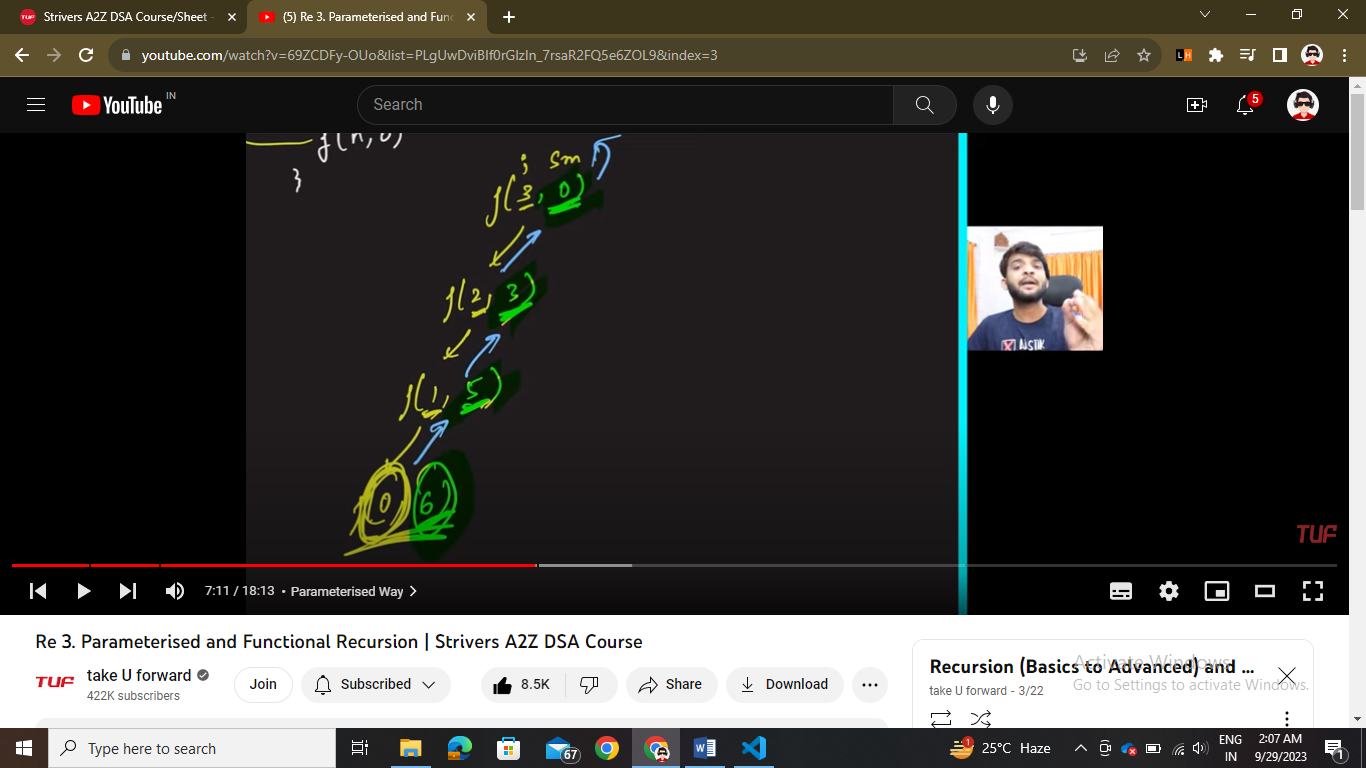 TUF Strivers A2Z DSA Course/Sheet -
(5) Re 3. Parameterised and Func
youtube.com/watch?v=69ZCDFy-OUo&list=PLgUwDviBIf0rGlzIn_7rsaR2FQ5e6ZOL9&index=3
LH
YouTube IN
Search
5
f(n, 0)
}
i sm
f(3, 0)
f(2, 3)
f(1, 5)
f(0 6)
TUF
7:11 / 18:13 • Parameterised Way
Re 3. Parameterised and Functional Recursion | Strivers A2Z DSA Course
TUF take U forward
422K subscribers
Join
Subscribed
8.5K
Share
Download
Recursion (Basics to Advanced) and ...
take U forward - 3/22
Activate Windows
Go to Settings to activate Windows.
Type here to search
67
1
25°C Haze
ENG
IN
2:07 AM
9/29/2023
1